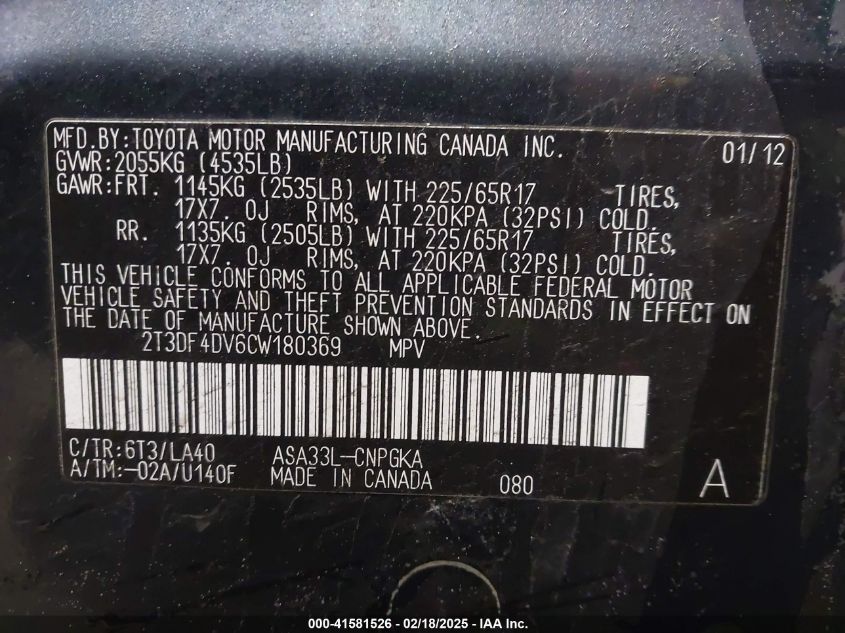 MFD.BY:TOYOTA MOTOR MANUFACTURING CANADA INC. 01/12
GVWR:2055KG (4535LB)
GAWR:FRT. 1145KG (2535LB) WITH 225/65R17 TIRES,
17X7. 0J RIMS, AT 220KPA (32PSI) COLD.
RR. 1135KG (2505LB) WITH 225/65R17 TIRES,
17X7. 0J RIMS, AT 220KPA (32PSI) COLD.
THIS VEHICLE CONFORMS TO ALL APPLICABLE FEDERAL MOTOR
VEHICLE SAFETY AND THEFT PREVENTION STANDARDS IN EFFECT ON
THE DATE OF MANUFACTURE SHOWN ABOVE.
2T3DF4DV6CW180369 MPV
C/TR:6T3/LA40 ASA33L-CNPGKA
A/TM:-02A/U140F MADE IN CANADA 080 A
000-41581526 - 02/18/2025 - IAA Inc.